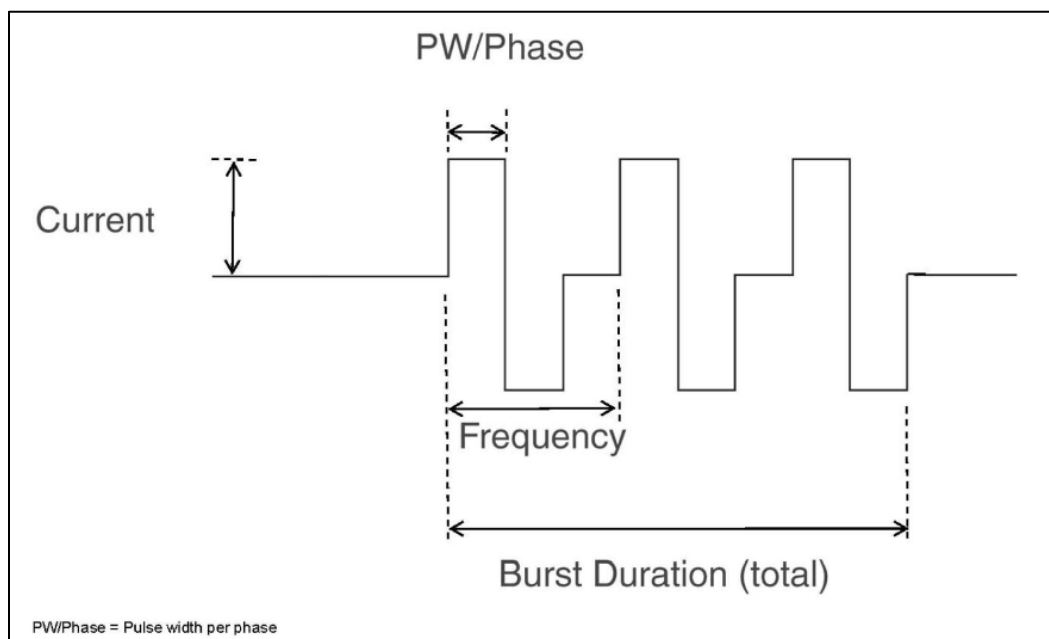 PW/Phase
Current
Frequency
Burst Duration (total)
PW/Phase = Pulse width per phase